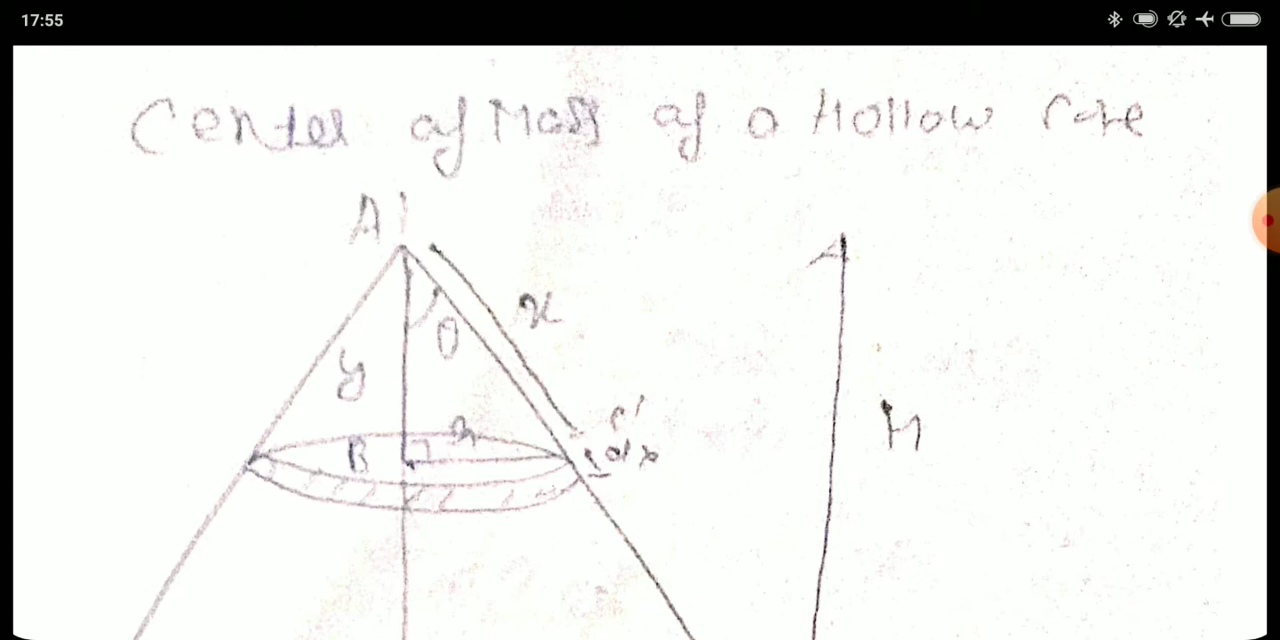 17:55
Center of Mass of a Hollow Cone
A
A
x
θ
y
H
r
B
c'
dx